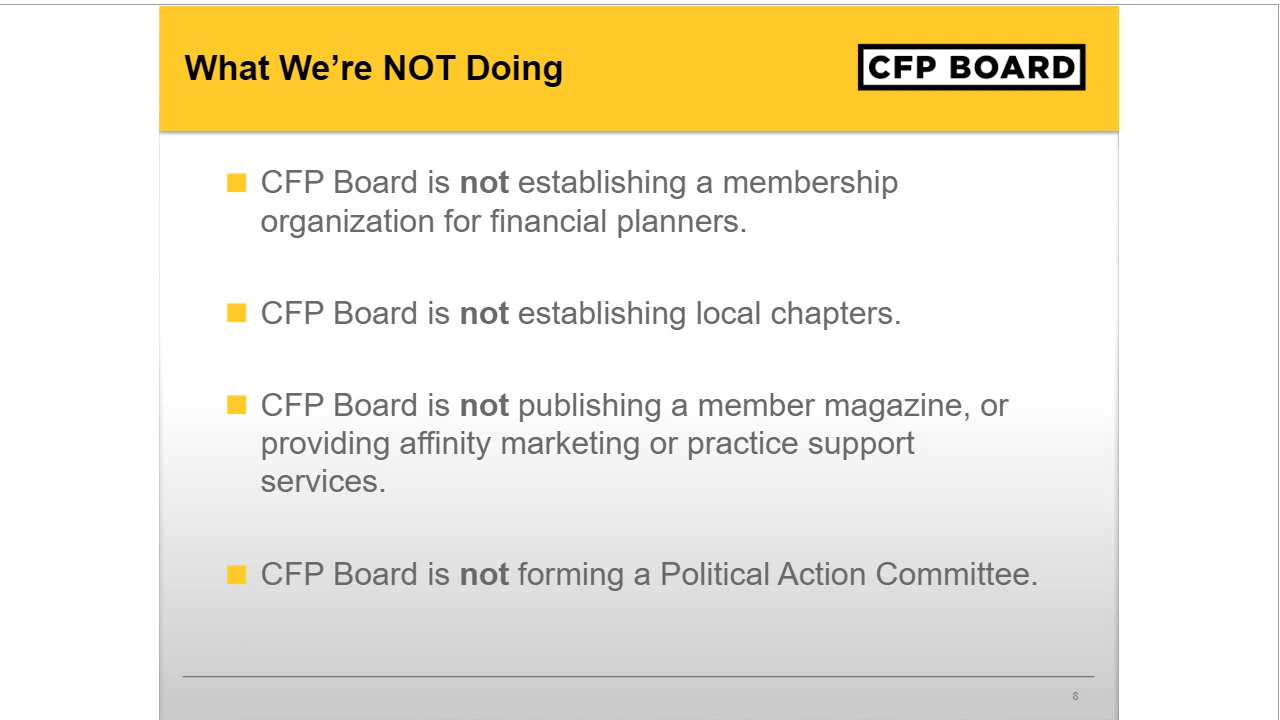 What We’re NOT Doing
CFP BOARD
CFP Board is not establishing a membership
organization for financial planners.
CFP Board is not establishing local chapters.
CFP Board is not publishing a member magazine, or
providing affinity marketing or practice support
services.
CFP Board is not forming a Political Action Committee.
8